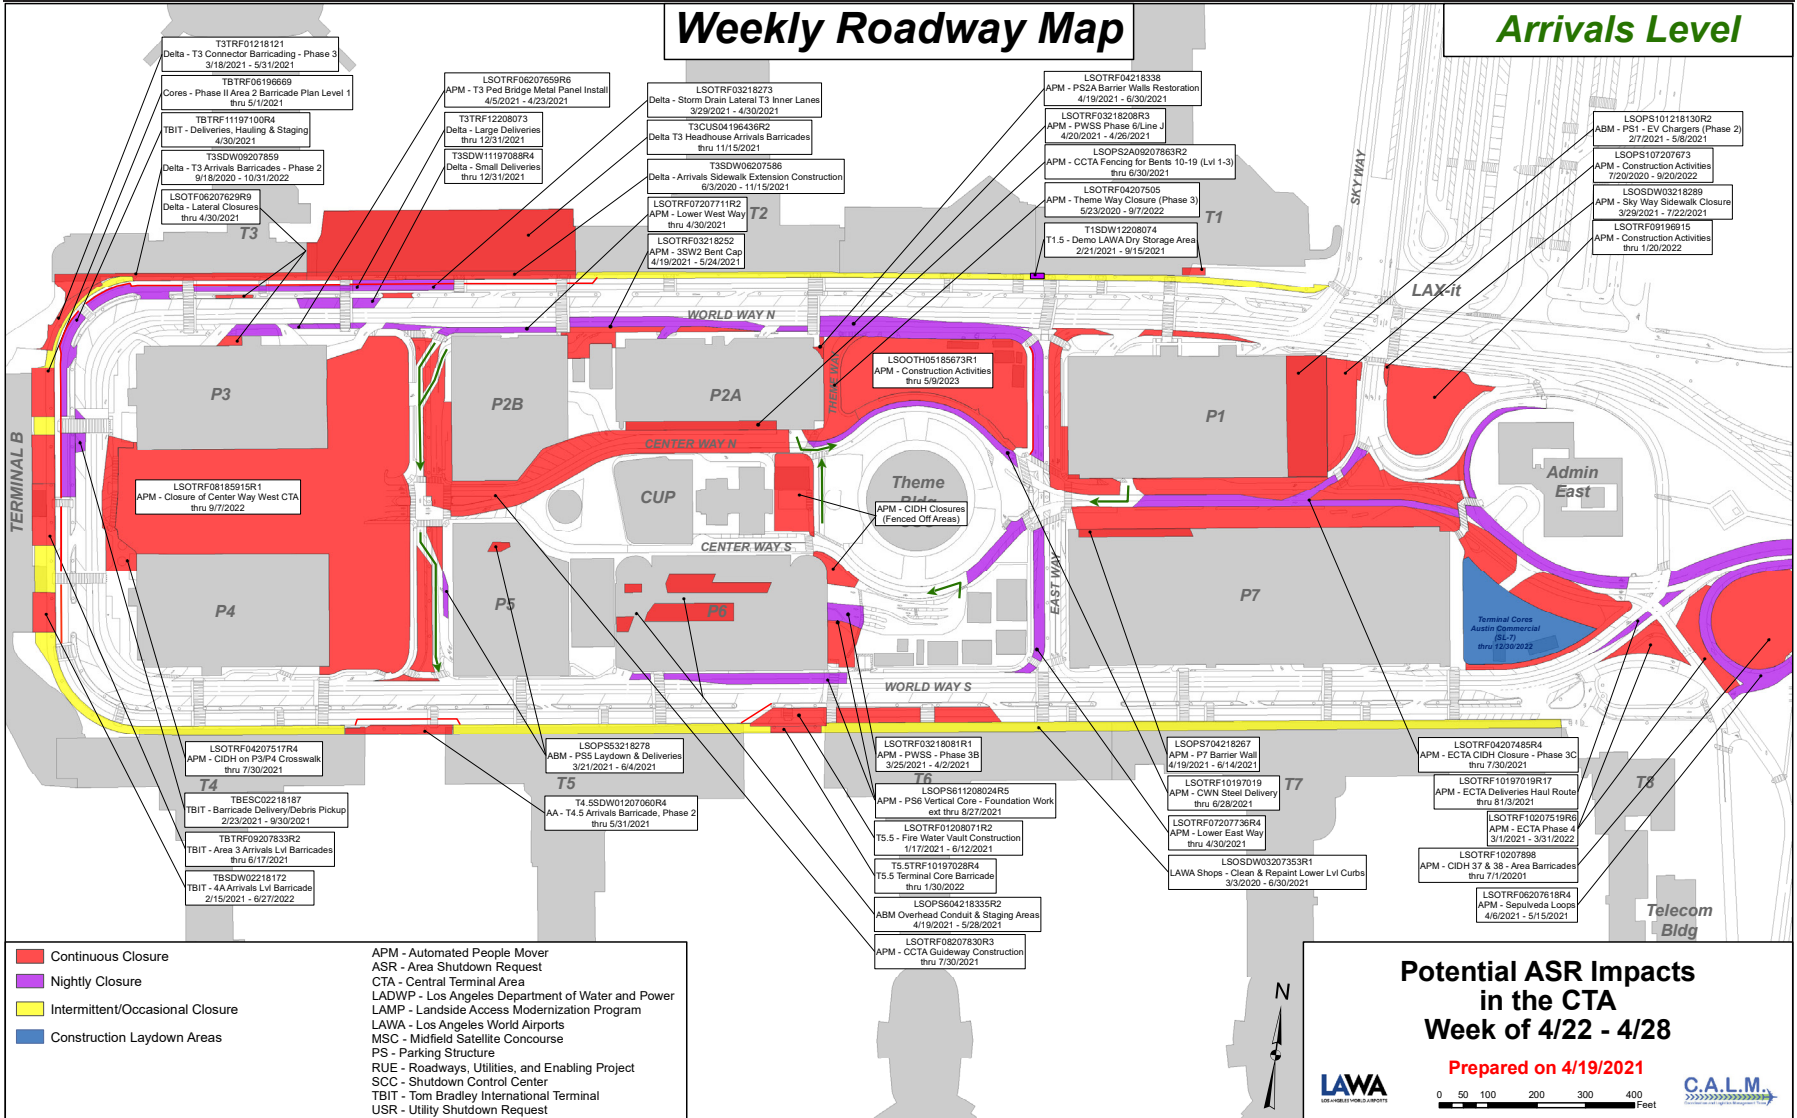 Weekly Roadway Map
Arrivals Level
T3TRF01218121
Delta - T3 Connector Barricading - Phase 3
3/18/2021 - 5/31/2021
TBTRF06196669
Cores - Phase II Area 2 Barricade Plan Level 1
thru 5/1/2021
TBTRF11197100R4
TBIT - Deliveries, Hauling & Staging
4/30/2021
T3SDW09207859
Delta - T3 Arrivals Barricades - Phase 2
9/18/2020 - 10/31/2022
LSOTF06207629R9
Delta - Lateral Closures
thru 4/30/2021
LSOTRF06207659R6
APM - T3 Ped Bridge Metal Panel Install
4/5/2021 - 4/23/2021
T3TRF12208073
Delta - Large Deliveries
thru 12/31/2021
T3SDW11197088R4
Delta - Small Deliveries
thru 12/31/2021
LSOTRF03218273
Delta - Storm Drain Lateral T3 Inner Lanes
3/29/2021 - 4/30/2021
T3CUS04196436R2
Delta T3 Headhouse Arrivals Barricades
thru 11/15/2021
T3SDW06207586
Delta - Arrivals Sidewalk Extension Construction
6/3/2020 - 11/15/2021
LSOTRF07207711R2
APM - Lower West Way
thru 4/30/2021
LSOTRF03218252
APM - 3SW2 Bent Cap
4/19/2021 - 5/24/2021
LSOTRF04218338
APM - PS2A Barrier Walls Restoration
4/19/2021 - 6/30/2021
LSOTRF03218208R3
APM - PWSS Phase 6/Line J
4/20/2021 - 4/26/2021
LSOPS2A09207863R2
APM - CCTA Fencing for Bents 10-19 (Lvl 1-3)
thru 6/30/2021
LSOTRF04207505
APM - Theme Way Closure (Phase 3)
5/23/2020 - 9/7/2022
T1SDW12208074
T1.5 - Demo LAWA Dry Storage Area
2/21/2021 - 9/15/2021
LSOPS101218130R2
ABM - PS1 - EV Chargers (Phase 2)
2/7/2021 - 5/8/2021
LSOPS107207673
APM - Construction Activities
7/20/2020 - 9/20/2022
LSOSDW03218289
APM - Sky Way Sidewalk Closure
3/29/2021 - 7/22/2021
LSOTRF09196915
APM - Construction Activities
thru 1/20/2022
T3
T2
T1
SKY WAY
LAX-it
WORLD WAY N
P3
P2B
P2A
THEME WAY
LSOOTH05185673R1
APM - Construction Activities
thru 5/9/2023
P1
CENTER WAY N
TERMINAL B
LSOTRF08185915R1
APM - Closure of Center Way West CTA
thru 9/7/2022
CUP
Theme
Bldg
APM - CIDH Closures
(Fenced Off Areas)
Admin
East
CENTER WAY S
EAST WAY
P4
P5
P6
P7
Terminal Cores
Austin Commercial
(SL-7)
thru 12/30/2022
WORLD WAY S
LSOTRF04207517R4
APM - CIDH on P3/P4 Crosswalk
thru 7/30/2021
T4
TBESC02218187
TBIT - Barricade Delivery/Debris Pickup
2/23/2021 - 9/30/2021
TBTRF09207833R2
TBIT - Area 3 Arrivals Lvl Barricades
thru 6/17/2021
TBSDW02218172
TBIT - 4A Arrivals Lvl Barricade
2/15/2021 - 6/27/2022
LSOPS53218278
ABM - PS5 Laydown & Deliveries
3/21/2021 - 6/4/2021
T5
T4.5SDW01207060R4
AA - T4.5 Arrivals Barricade, Phase 2
thru 5/31/2021
LSOTRF03218081R1
APM - PWSS - Phase 3B
3/25/2021 - 4/2/2021
T6
LSOPS611208024R5
APM - PS6 Vertical Core - Foundation Work
ext thru 8/27/2021
LSOTRF01208071R2
T5.5 - Fire Water Vault Construction
1/17/2021 - 6/12/2021
T5.5TRF10197028R4
T5.5 Terminal Core Barricade
thru 1/30/2022
LSOPS604218335R2
ABM Overhead Conduit & Staging Areas
4/19/2021 - 5/28/2021
LSOTRF08207830R3
APM - CCTA Guideway Construction
thru 7/30/2021
LSOPS704218267
APM - P7 Barrier Wall
4/19/2021 - 6/14/2021
LSOTRF10197019
APM - CWN Steel Delivery
thru 6/28/2021
T7
LSOTRF07207736R4
APM - Lower East Way
thru 4/30/2021
LSOSDW03207353R1
LAWA Shops - Clean & Repaint Lower Lvl Curbs
3/3/2020 - 6/30/2021
LSOTRF04207485R4
APM - ECTA CIDH Closure - Phase 3C
thru 7/30/2021
LSOTRF10197019R17
APM - ECTA Deliveries Haul Route
thru 81/3/2021
LSOTRF10207519R6
APM - ECTA Phase 4
3/1/2021 - 3/31/2022
LSOTRF10207898
APM - CIDH 37 & 38 - Area Barricades
thru 7/1/20201
LSOTRF06207618R4
APM - Sepulveda Loops
4/6/2021 - 5/15/2021
T8
Telecom
Bldg
Continuous Closure
Nightly Closure
Intermittent/Occasional Closure
Construction Laydown Areas
APM - Automated People Mover
ASR - Area Shutdown Request
CTA - Central Terminal Area
LADWP - Los Angeles Department of Water and Power
LAMP - Landside Access Modernization Program
LAWA - Los Angeles World Airports
MSC - Midfield Satellite Concourse
PS - Parking Structure
RUE - Roadways, Utilities, and Enabling Project
SCC - Shutdown Control Center
TBIT - Tom Bradley International Terminal
USR - Utility Shutdown Request
N
Potential ASR Impacts
in the CTA
Week of 4/22 - 4/28
Prepared on 4/19/2021
LAWA
LOS ANGELES WORLD AIRPORTS
0 50 100 200 300 400
Feet
C.A.L.M.